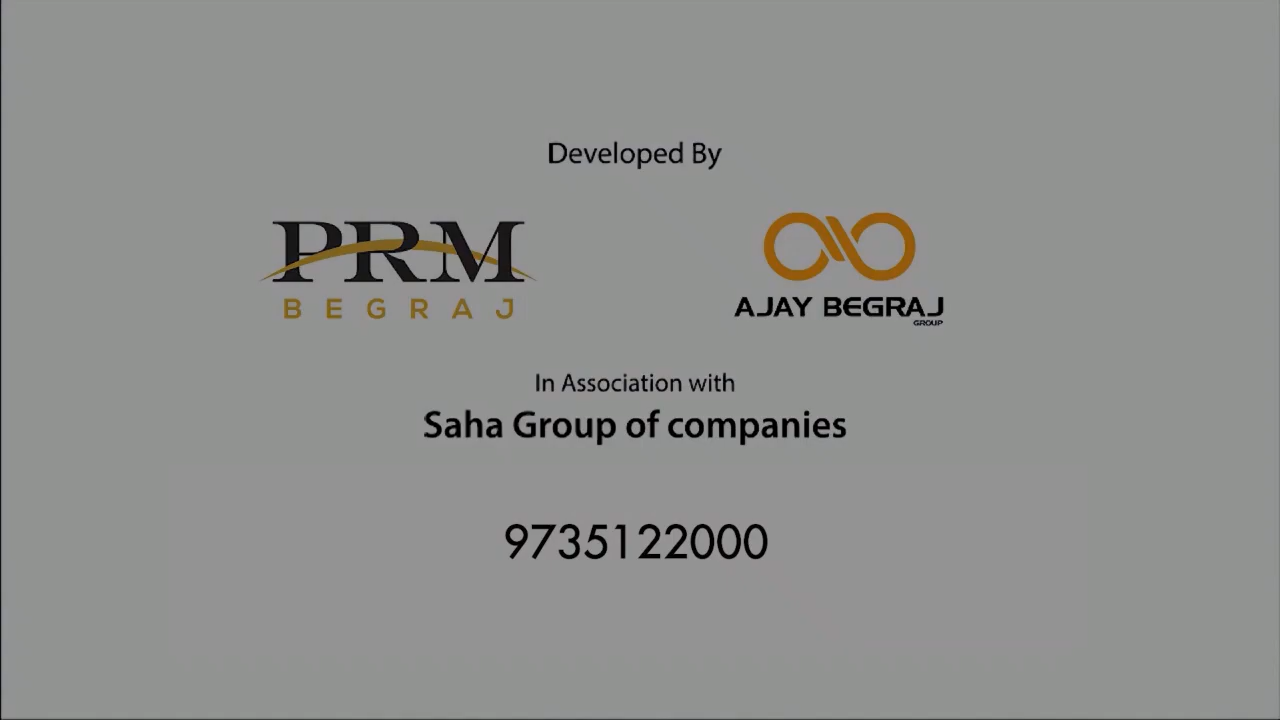 Developed By
PRM
BEGRAJ
AJAY BEGRAJ
GROUP
In Association with
Saha Group of companies
9735122000